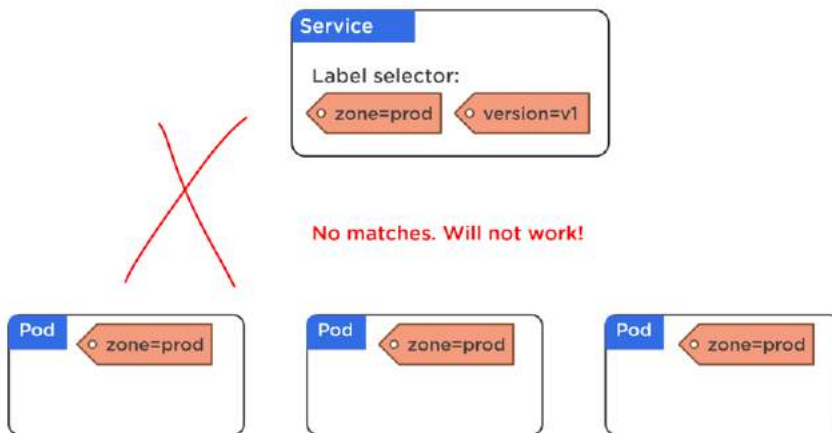 Service
Label selector:
zone=prod version=v1
No matches. Will not work!
Pod zone=prod Pod zone=prod Pod zone=prod